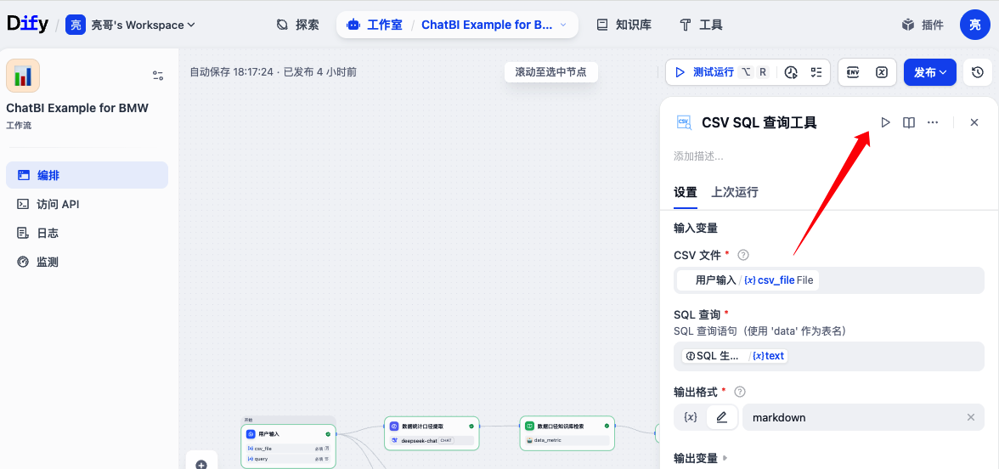 Dify / 亮 亮哥's Workspace 探索 工作室 / ChatBI Example for B... 知识库 工具 插件 亮
自动保存 18:17:24 · 已发布 4 小时前 滚动至选中节点 测试运行 ⌥ R ENV 发布
ChatBI Example for BMW
工作流
编排
访问 API
日志
监测
CSV CSV SQL 查询工具
添加描述...
设置 上次运行
输入变量
CSV 文件 *
用户输入 / {x} csv_file File
SQL 查询 *
SQL 查询语句（使用 'data' 作为表名）
SQL 生... / {x} text
输出格式 *
{x} markdown
输出变量
开始
用户输入
{x} csv_file 必填
{x} query 必填
数据统计口径提取
deepseek-chat CHAT
数据口径知识库检索
data_metric